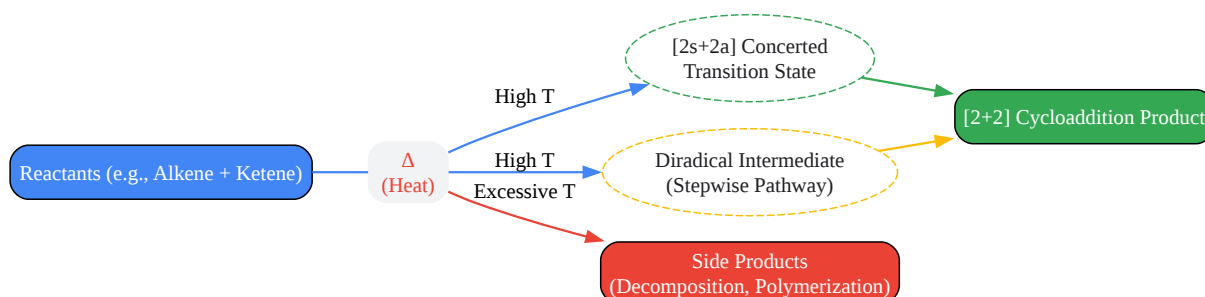 Reactants (e.g., Alkene + Ketene)
Δ
(Heat)
High T
High T
Excessive T
[2s+2a] Concerted
Transition State
Diradical Intermediate
(Stepwise Pathway)
Side Products
(Decomposition, Polymerization)
[2+2] Cycloaddition Product